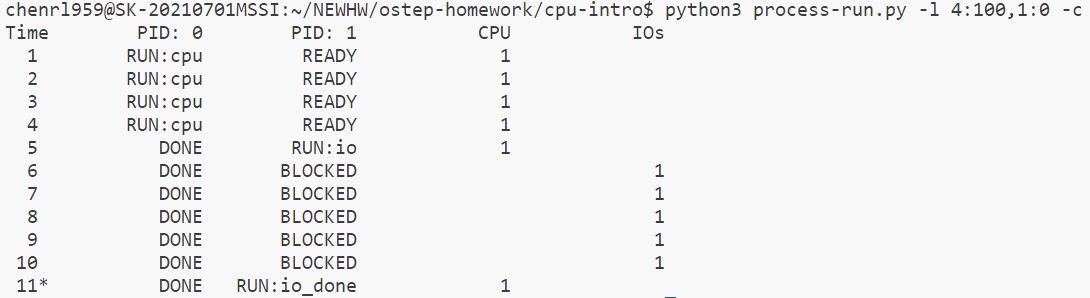 chenrl959@SK-20210701MSSI:~/NEWHW/ostep-homework/cpu-intro$ python3 process-run.py -l 4:100,1:0 -c
Time PID: 0 PID: 1 CPU IOs
1 RUN:cpu READY 1
2 RUN:cpu READY 1
3 RUN:cpu READY 1
4 RUN:cpu READY 1
5 DONE RUN:io 1
6 DONE BLOCKED 1
7 DONE BLOCKED 1
8 DONE BLOCKED 1
9 DONE BLOCKED 1
10 DONE BLOCKED 1
11* DONE RUN:io_done 1